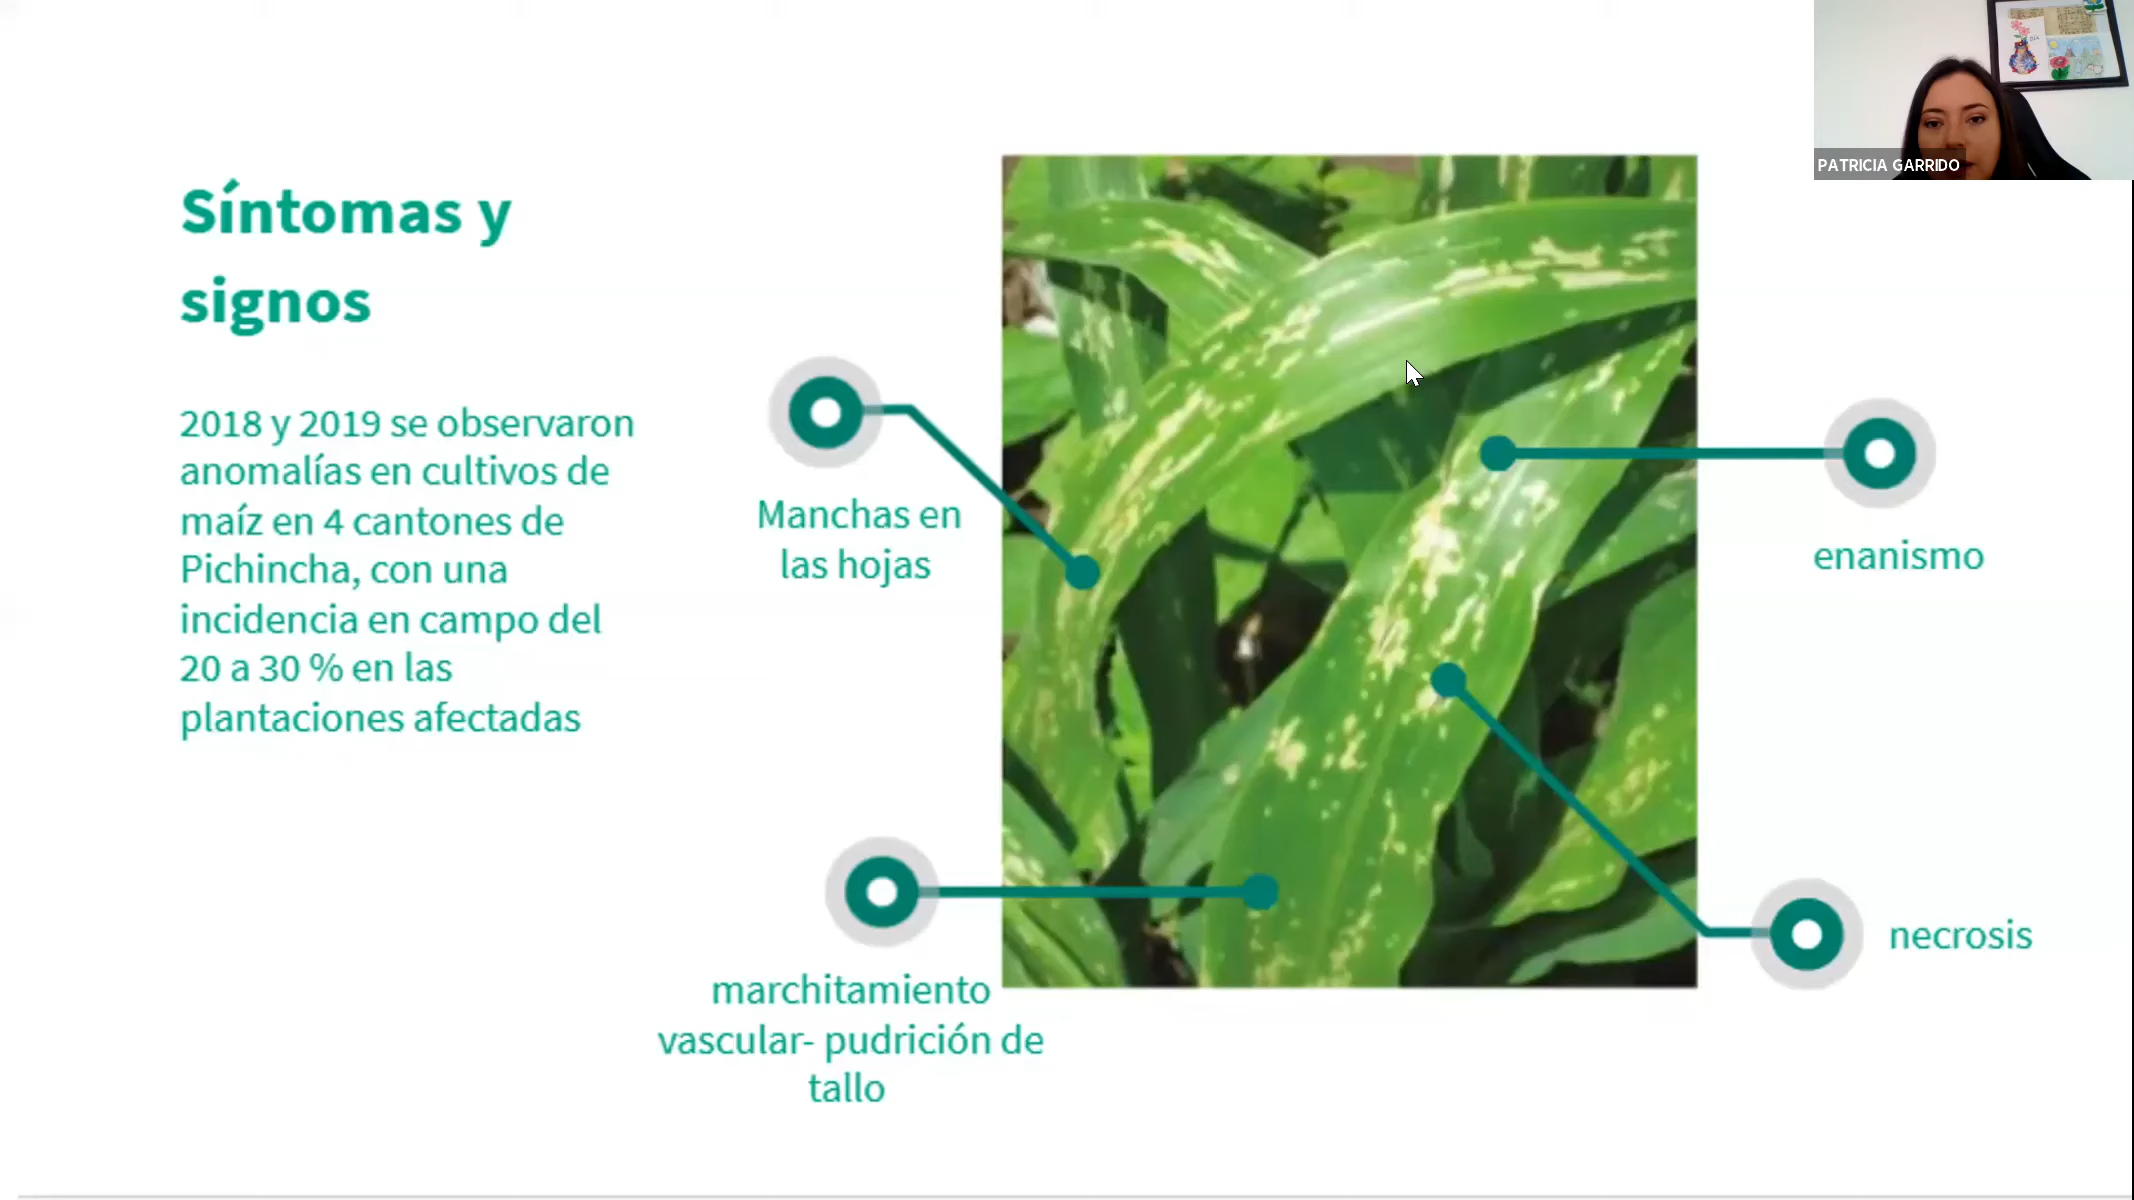 PATRICIA GARRIDO
Síntomas y
signos
2018 y 2019 se observaron
anomalías en cultivos de
maíz en 4 cantones de
Pichincha, con una
incidencia en campo del
20 a 30 % en las
plantaciones afectadas
Manchas en
las hojas
enanismo
necrosis
marchitamiento
vascular- pudrición de
tallo